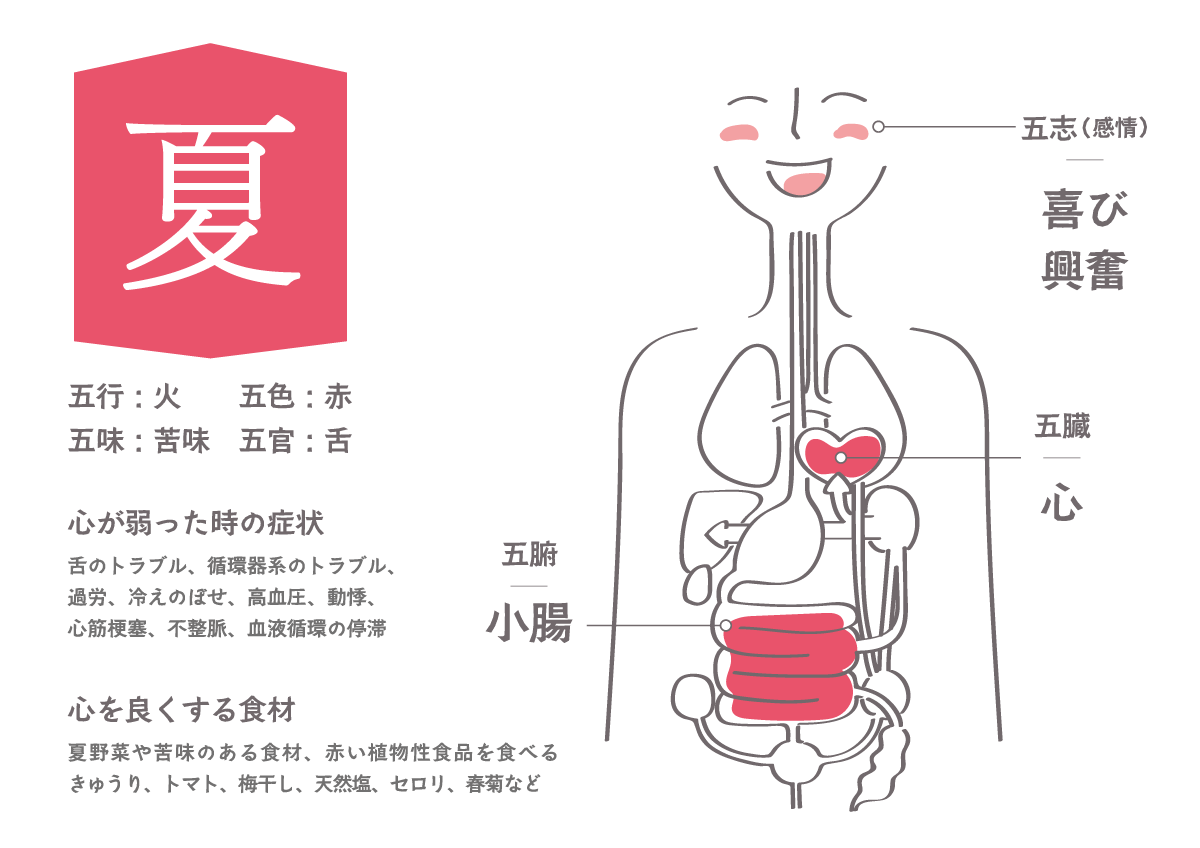 夏
五行：火　五色：赤
五味：苦味　五官：舌
心が弱った時の症状
舌のトラブル、循環器系のトラブル、
過労、冷えのぼせ、高血圧、動悸、
心筋梗塞、不整脈、血液循環の停滞
心を良くする食材
夏野菜や苦味のある食材、赤い植物性食品を食べる
きゅうり、トマト、梅干し、天然塩、セロリ、春菊など
五志（感情）
喜び
興奮
五臓
心
五腑
小腸